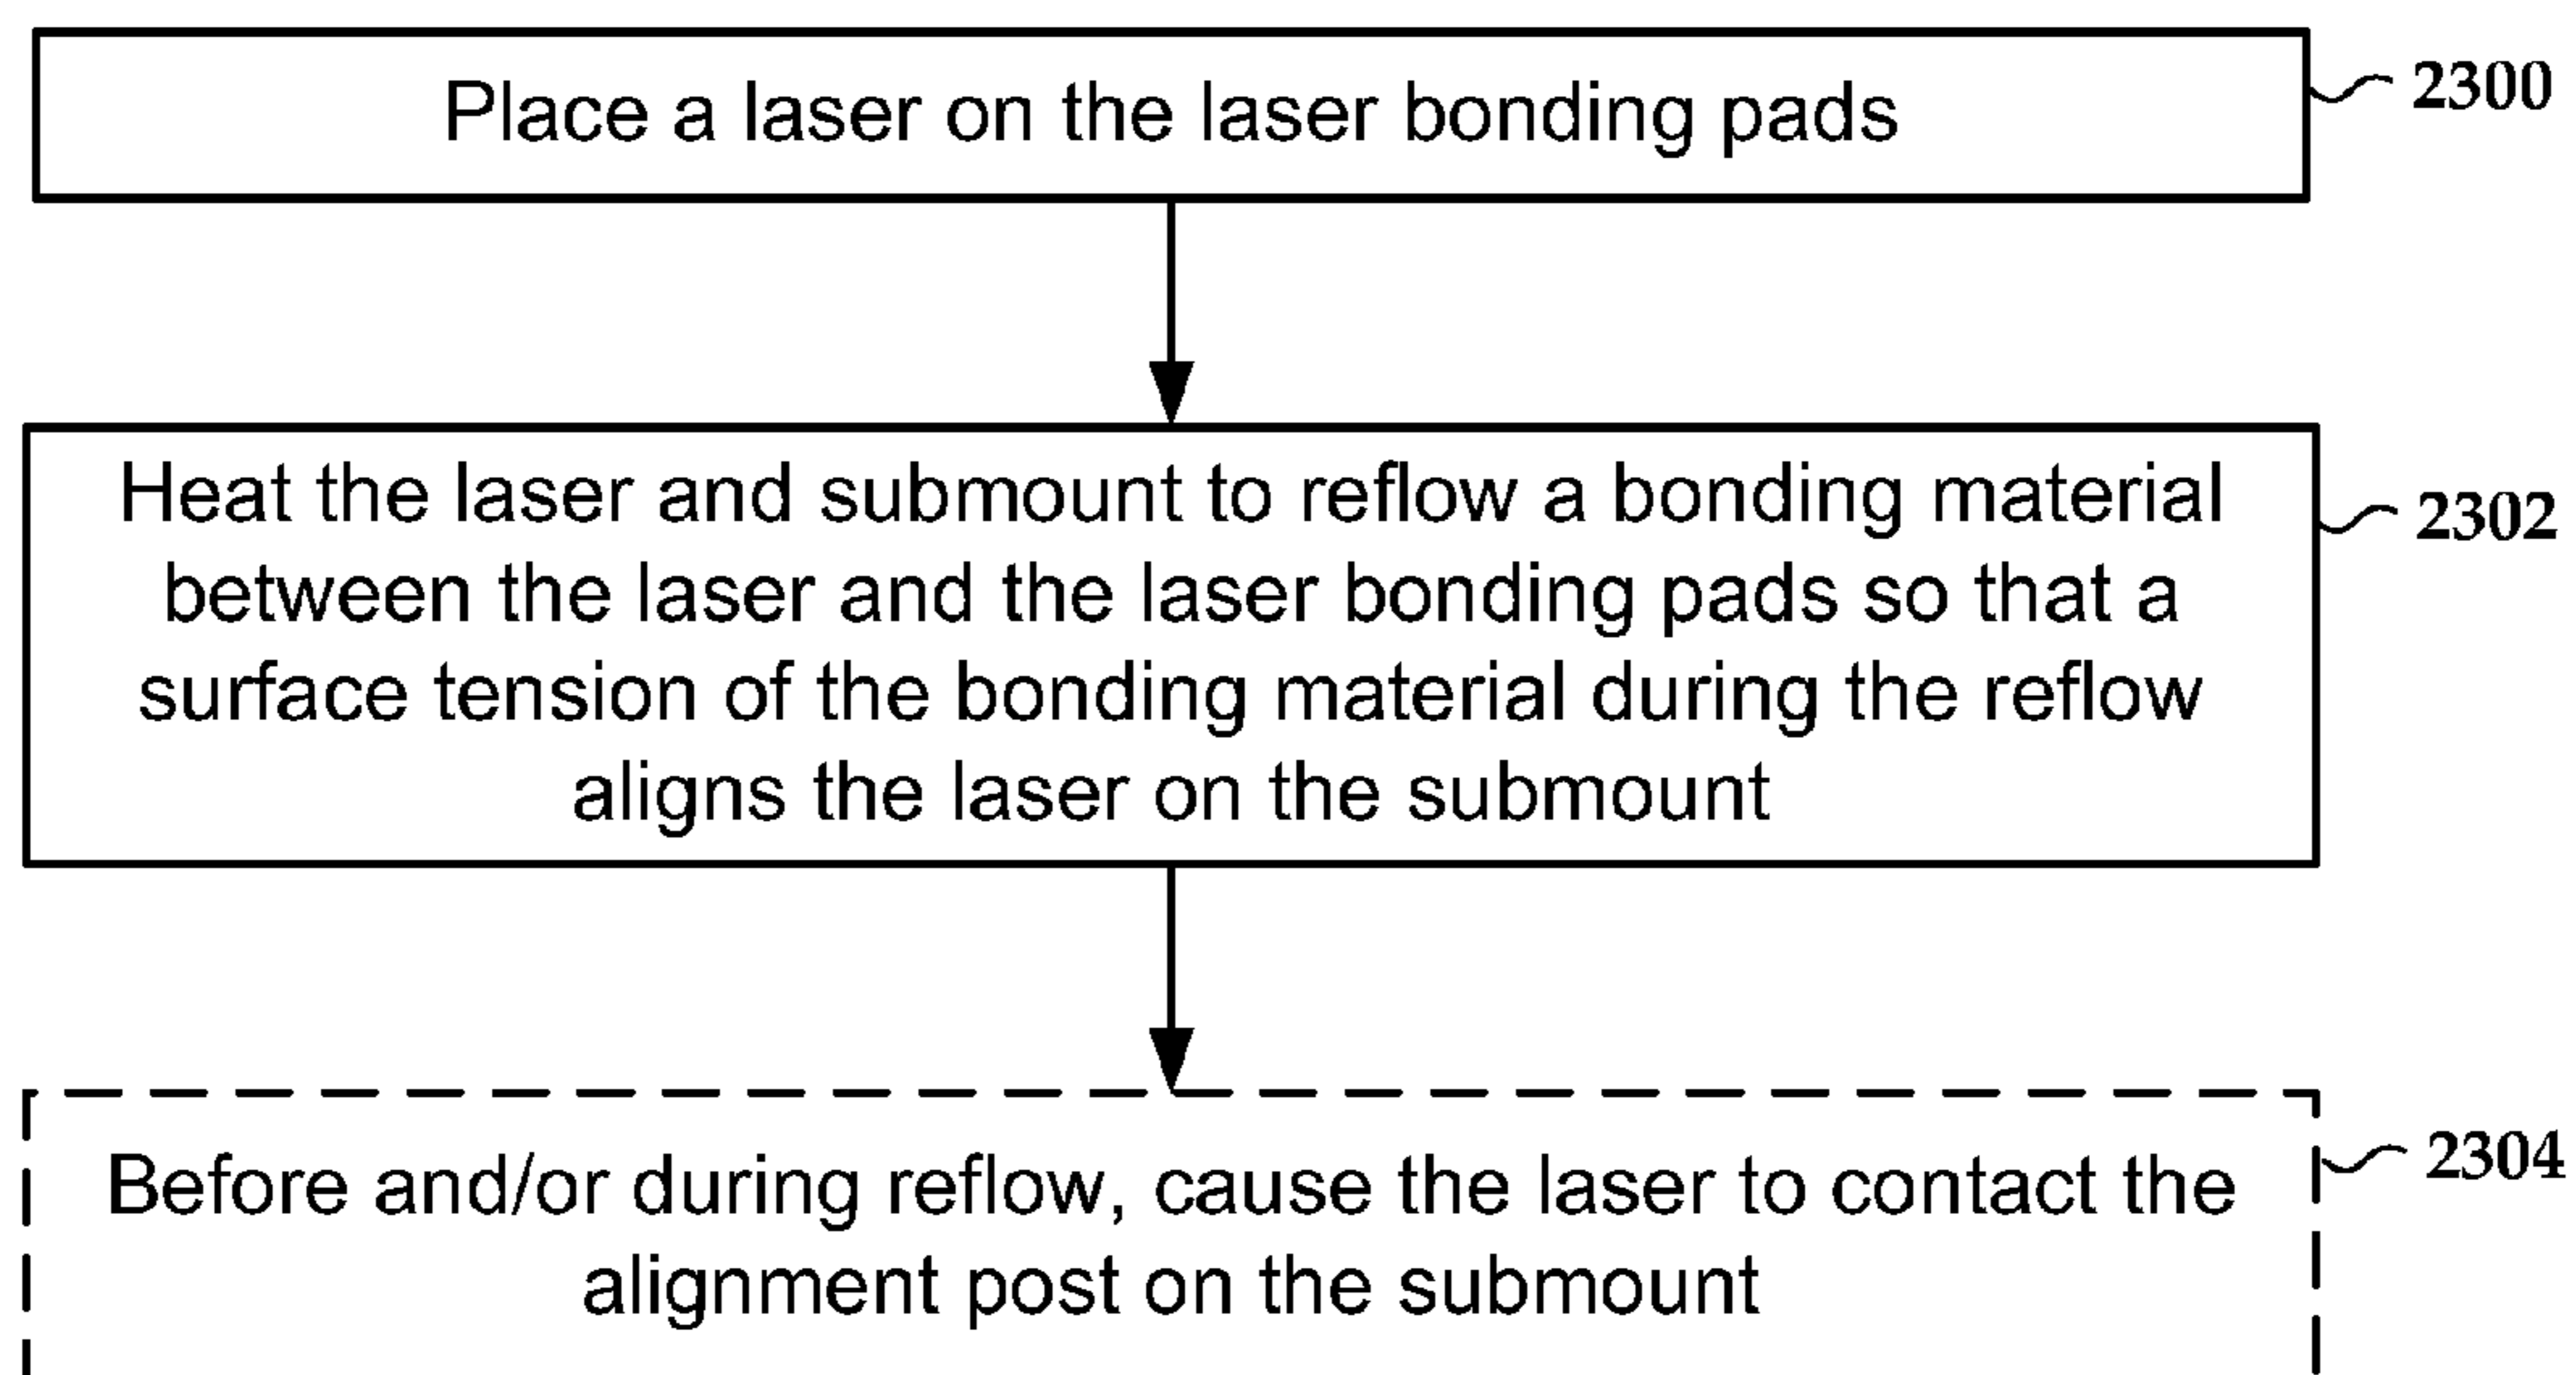 Place a laser on the laser bonding pads
2300
Heat the laser and submount to reflow a bonding material
between the laser and the laser bonding pads so that a
surface tension of the bonding material during the reflow
aligns the laser on the submount
2302
Before and/or during reflow, cause the laser to contact the
alignment post on the submount
2304